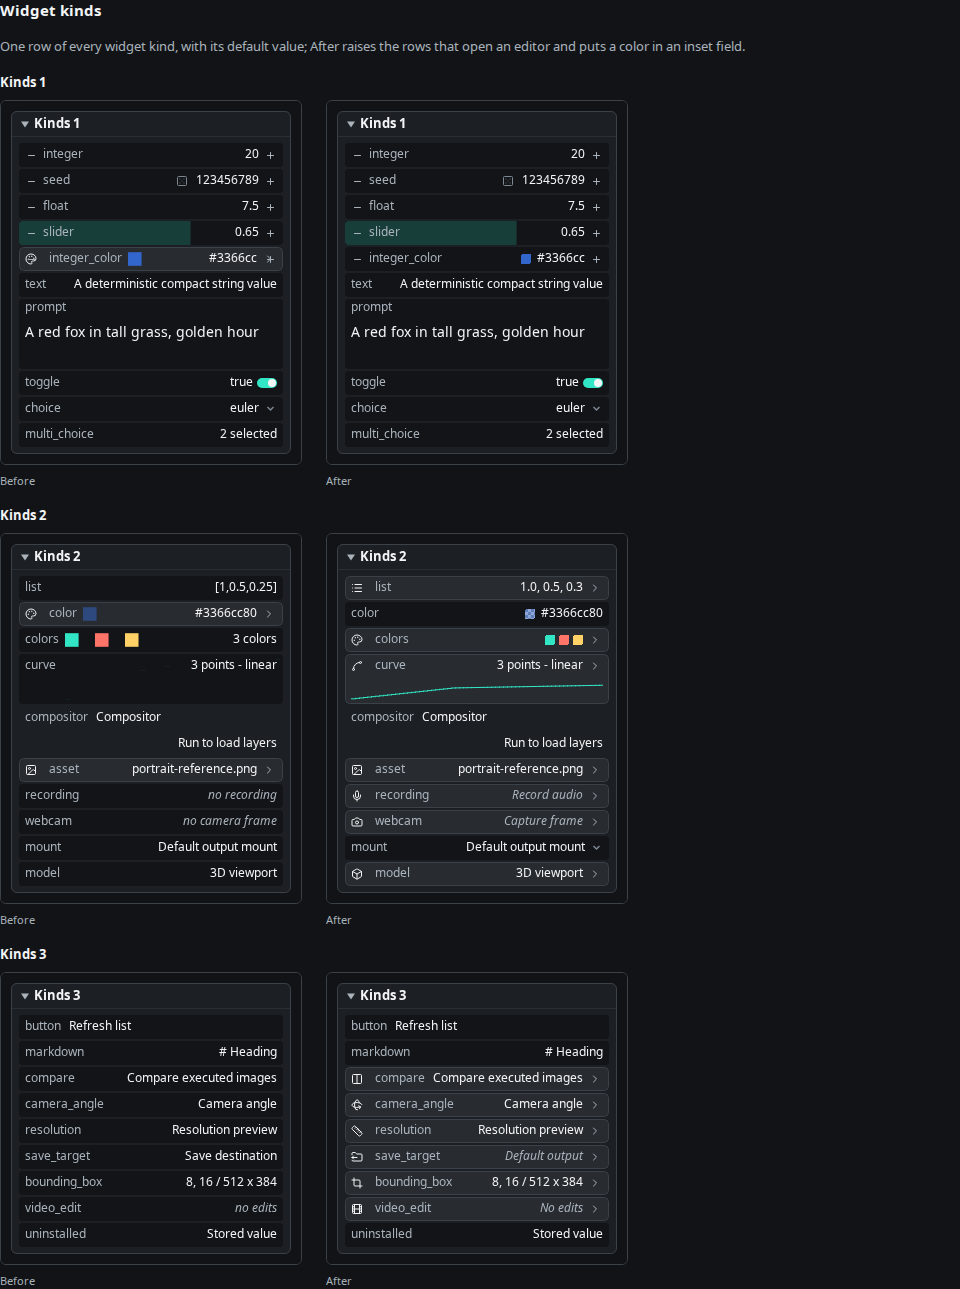 Widget kinds
One row of every widget kind, with its default value; After raises the rows that open an editor and puts a color in an inset field.
Kinds 1
Kinds 1
integer 20
seed 123456789
float 7.5
slider 0.65
integer_color #3366cc
text A deterministic compact string value
prompt
A red fox in tall grass, golden hour
toggle true
choice euler
multi_choice 2 selected
Before
Kinds 1
integer 20
seed 123456789
float 7.5
slider 0.65
integer_color #3366cc
text A deterministic compact string value
prompt
A red fox in tall grass, golden hour
toggle true
choice euler
multi_choice 2 selected
After
Kinds 2
Kinds 2
list [1,0.5,0.25]
color #3366cc80
colors 3 colors
curve 3 points - linear
compositor Compositor
Run to load layers
asset portrait-reference.png
recording no recording
webcam no camera frame
mount Default output mount
model 3D viewport
Before
Kinds 2
list 1.0, 0.5, 0.3
color #3366cc80
colors
curve 3 points - linear
compositor Compositor
Run to load layers
asset portrait-reference.png
recording Record audio
webcam Capture frame
mount Default output mount
model 3D viewport
After
Kinds 3
Kinds 3
button Refresh list
markdown # Heading
compare Compare executed images
camera_angle Camera angle
resolution Resolution preview
save_target Save destination
bounding_box 8, 16 / 512 x 384
video_edit no edits
uninstalled Stored value
Before
Kinds 3
button Refresh list
markdown # Heading
compare Compare executed images
camera_angle Camera angle
resolution Resolution preview
save_target Default output
bounding_box 8, 16 / 512 x 384
video_edit No edits
uninstalled Stored value
After